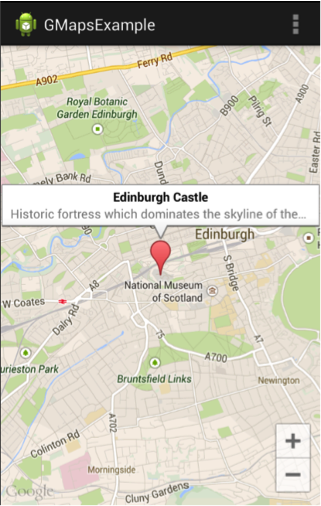 GMapsExample
Ferry Rd
A902
A900
Royal Botanic
Garden Edinburgh
B900
Pilrig St
Easter Rd
Dund
mely Bank Rd
Edinburgh Castle
Historic fortress which dominates the skyline of the...
Edinburgh
S Bridge
A8
National Museum
of Scotland
W Coates
Dalry Rd
A7
A700
urieston Park
Bruntsfield Links
Newington
A702
Colinton Rd
Morningside
Cluny Gardens
Google
+
−